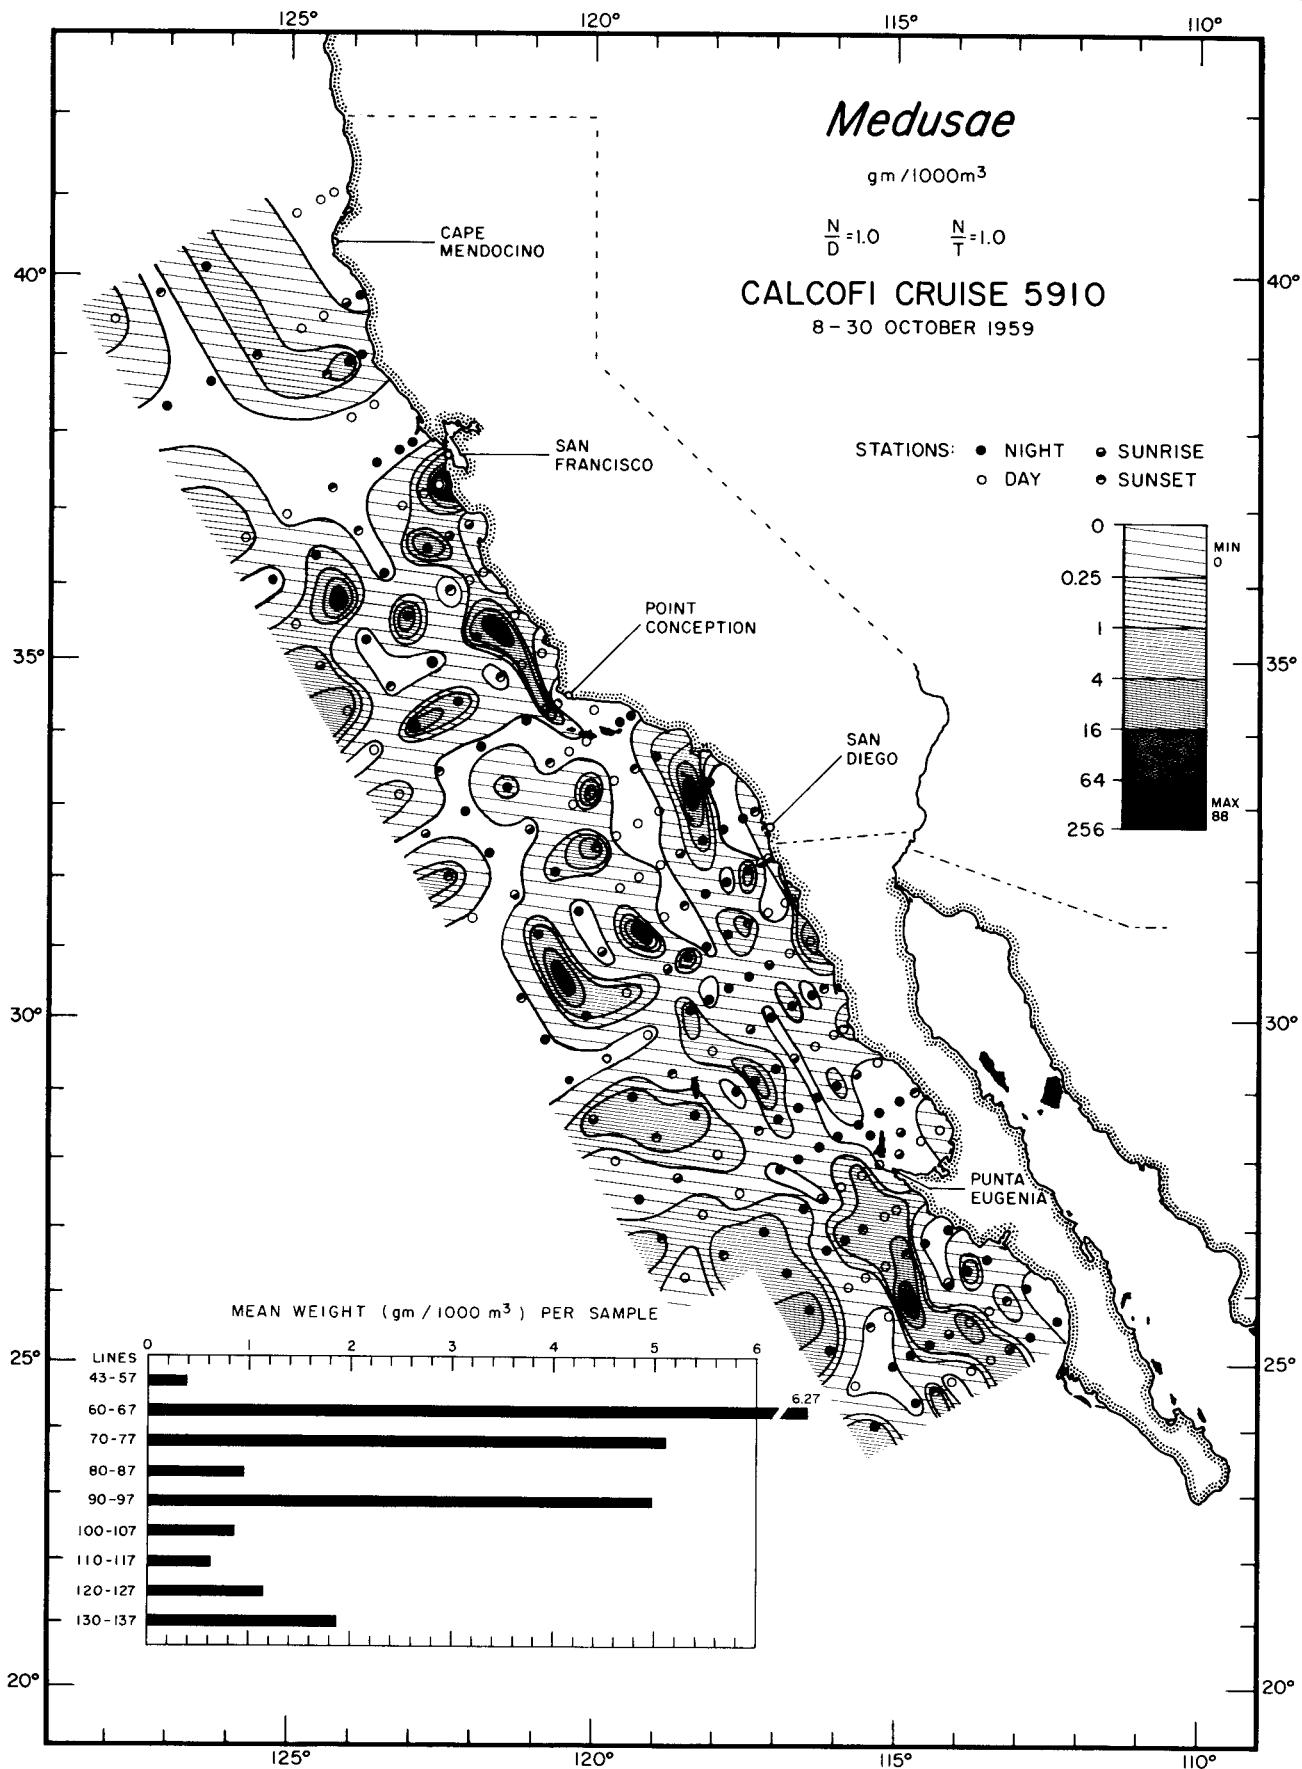 125° 120° 115° 110°
Medusae
gm/1000m³
N/D =1.0 N/T =1.0
CALCOFI CRUISE 5910
8-30 OCTOBER 1959
CAPE
MENDOCINO
40° 40°
STATIONS: ● NIGHT SUNRISE
○ DAY SUNSET
SAN
FRANCISCO
0
MIN
0
0.25
1
4
16
64
256
MAX
88
POINT
CONCEPTION
35° 35°
SAN
DIEGO
30° 30°
PUNTA
EUGENIA
MEAN WEIGHT (gm/1000 m³) PER SAMPLE
0 1 2 3 4 5 6
LINES
25° 25°
43-57
60-67 6.27
70-77
80-87
90-97
100-107
110-117
120-127
130-137
20° 20°
125° 120° 115° 110°